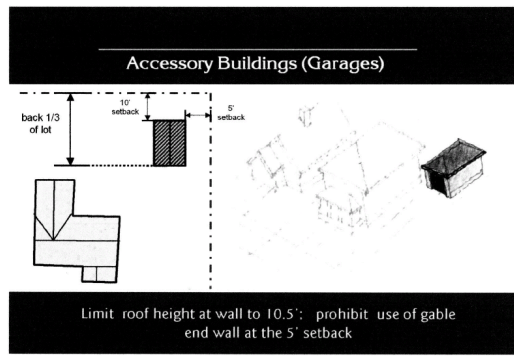 Accessory Buildings (Garages)
10'
setback
5'
setback
back 1/3
of lot
Limit roof height at wall to 10.5': prohibit use of gable
end wall at the 5' setback